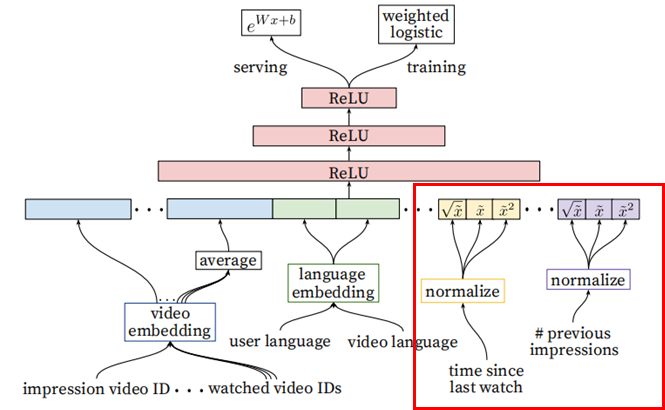 $e^{Wx+b}$
weighted
logistic
serving
training
ReLU
ReLU
ReLU
• • •
• • •
$\sqrt{\tilde{x}}$ $\tilde{x}$ $\tilde{x}^2$
• • •
$\sqrt{\tilde{x}}$ $\tilde{x}$ $\tilde{x}^2$
average
language
embedding
normalize
normalize
. . .
video
embedding
user language
video language
# previous
impressions
time since
last watch
impression video ID • • • watched video IDs